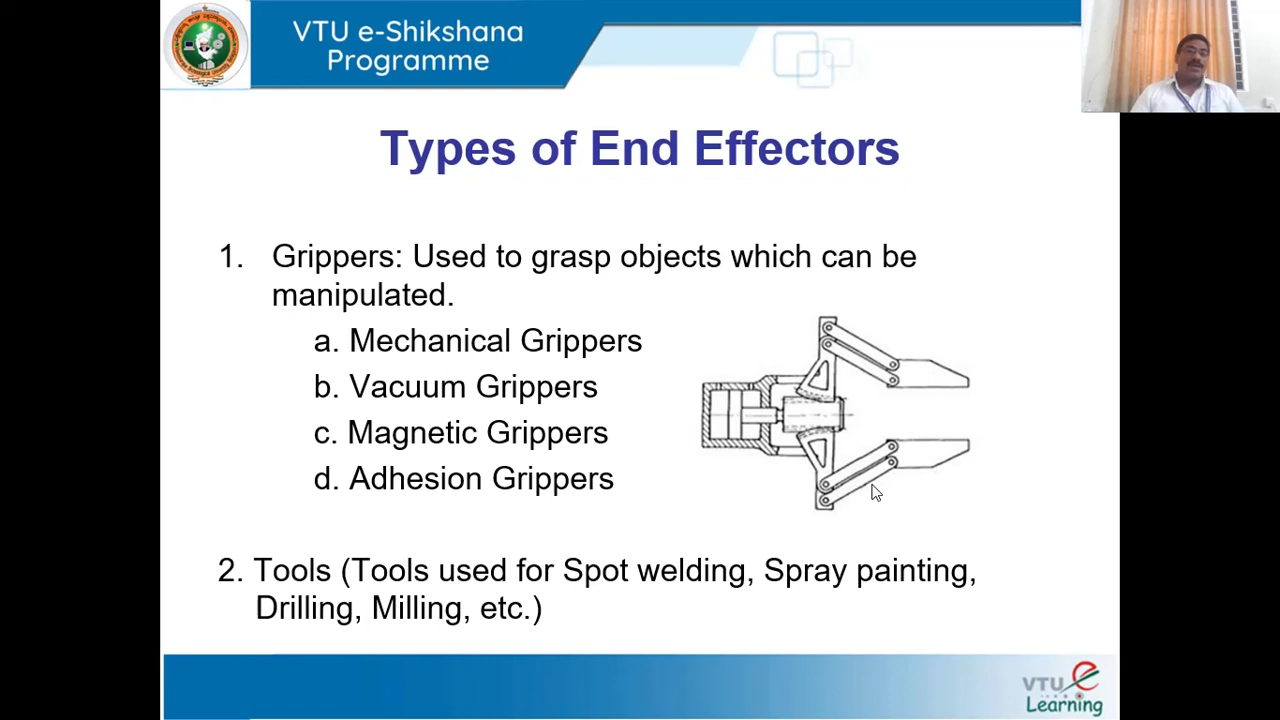 VTU e-Shikshana
Programme
Types of End Effectors
1. Grippers: Used to grasp objects which can be
manipulated.
a. Mechanical Grippers
b. Vacuum Grippers
c. Magnetic Grippers
d. Adhesion Grippers
2. Tools (Tools used for Spot welding, Spray painting,
Drilling, Milling, etc.)
VTU e
Learning